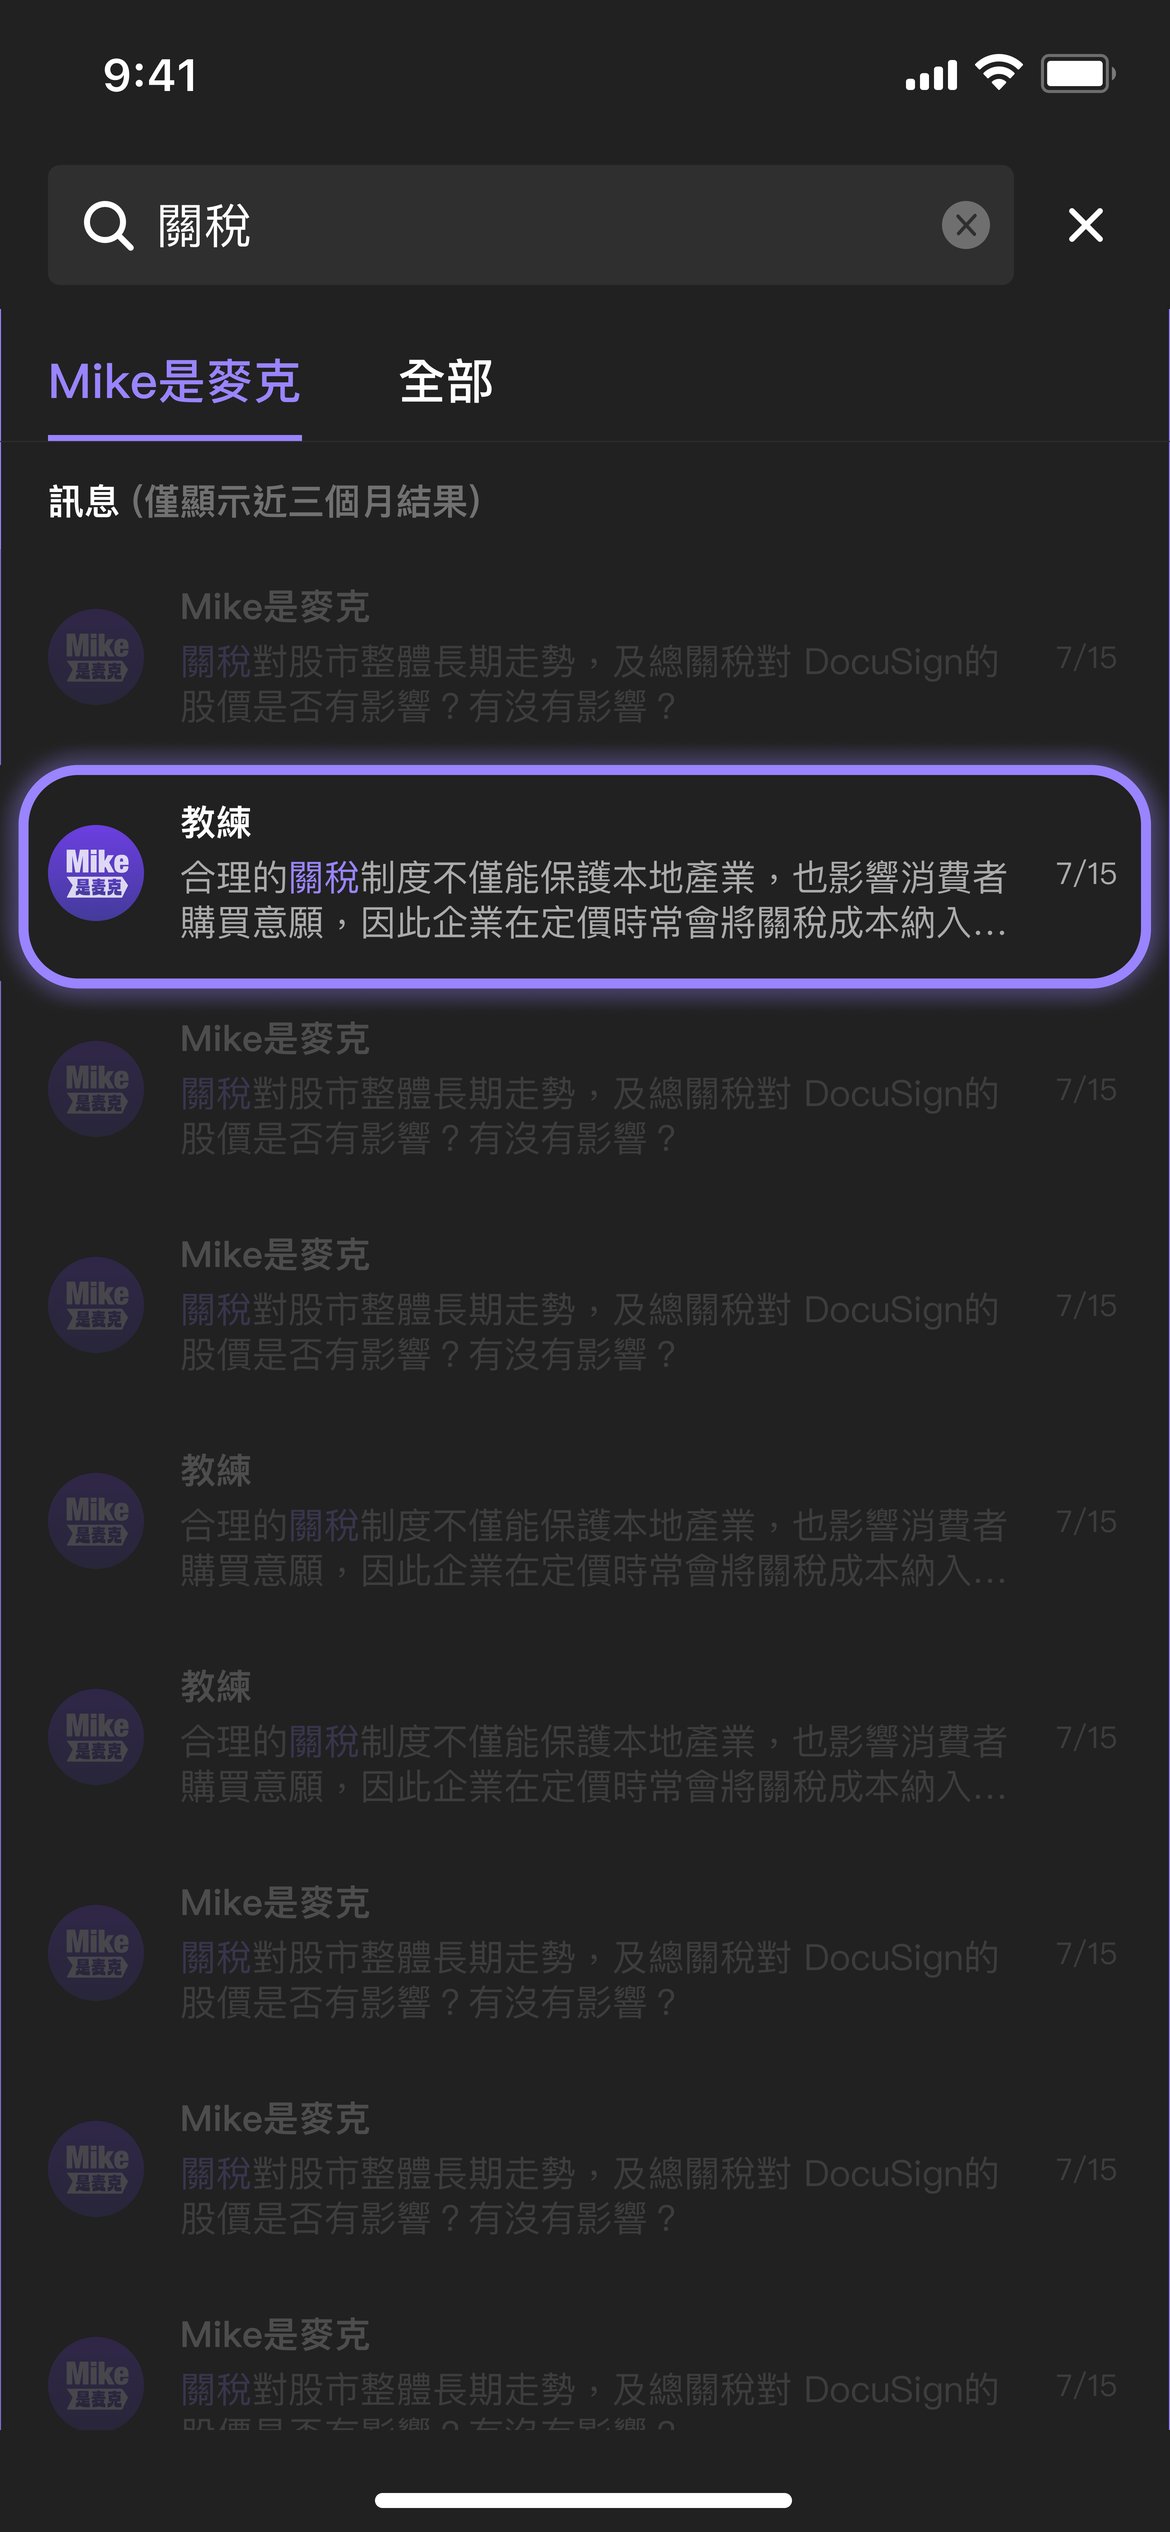 9:41
關稅
Mike是麥克
全部
訊息 (僅顯示近三個月結果)
Mike是麥克
Mike
是麥克
關稅對股市整體長期走勢，及總關稅對 DocuSign的
7/15
股價是否有影響？有沒有影響？
教練
Mike
是麥克
合理的關稅制度不僅能保護本地產業，也影響消費者
7/15
購買意願，因此企業在定價時常會將關稅成本納入...
Mike是麥克
Mike
是麥克
關稅對股市整體長期走勢，及總關稅對 DocuSign的
7/15
股價是否有影響？有沒有影響？
Mike是麥克
Mike
是麥克
關稅對股市整體長期走勢，及總關稅對 DocuSign的
7/15
股價是否有影響？有沒有影響？
教練
Mike
是麥克
合理的關稅制度不僅能保護本地產業，也影響消費者
7/15
購買意願，因此企業在定價時常會將關稅成本納入...
教練
Mike
是麥克
合理的關稅制度不僅能保護本地產業，也影響消費者
7/15
購買意願，因此企業在定價時常會將關稅成本納入...
Mike是麥克
Mike
是麥克
關稅對股市整體長期走勢，及總關稅對 DocuSign的
7/15
股價是否有影響？有沒有影響？
Mike是麥克
Mike
是麥克
關稅對股市整體長期走勢，及總關稅對 DocuSign的
7/15
股價是否有影響？有沒有影響？
Mike是麥克
Mike
是麥克
關稅對股市整體長期走勢，及總關稅對 DocuSign的
7/15
股價是否有影響？有沒有影響？